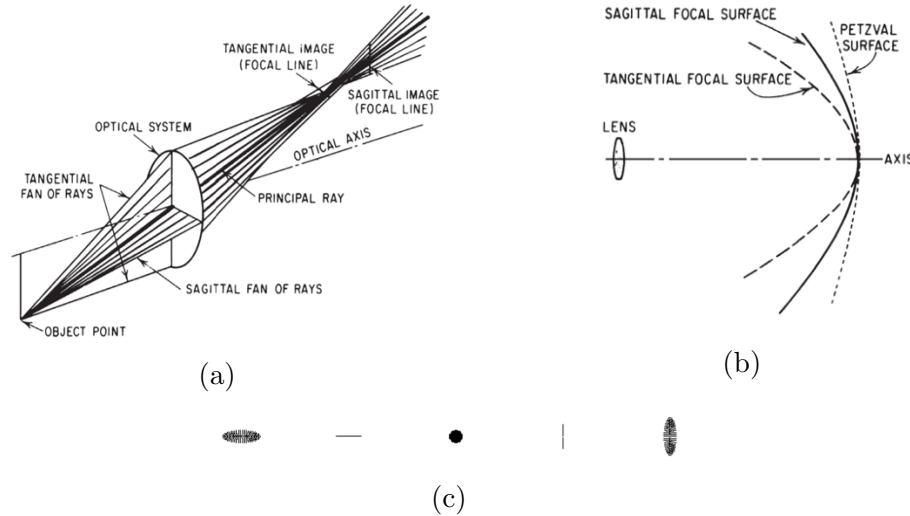 TANGENTIAL IMAGE
(FOCAL LINE)
SAGITTAL IMAGE
(FOCAL LINE)
OPTICAL SYSTEM
OPTICAL AXIS
TANGENTIAL
FAN OF RAYS
PRINCIPAL RAY
SAGITTAL FAN OF RAYS
OBJECT POINT
(a)
SAGITTAL FOCAL SURFACE
PETZVAL
SURFACE
TANGENTIAL FOCAL SURFACE
LENS
AXIS
(b)
(c)